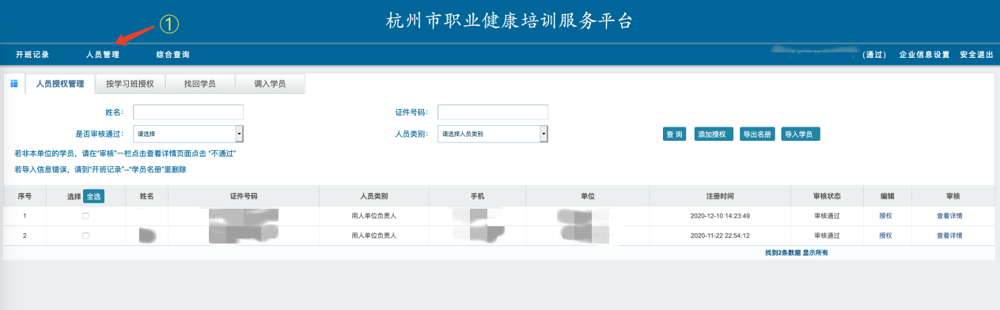 杭州市职业健康培训服务平台
①
开班记录 人员管理 综合查询 (通过) 企业信息设置 安全退出
人员授权管理 按学习班授权 找回学员 调入学员
姓名: 证件号码:
是否审核通过: 请选择 人员类别: 请选择人员类别 查 询 添加授权 导出名册 导入学员
若非本单位的学员，请在"审核"一栏点击查看详情页面点击 "不通过"
若导入信息错误，请到"开班记录"--"学员名册"里删除
序号 选择 全选 姓名 证件号码 人员类别 手机 单位 注册时间 审核状态 编辑 审核
1 用人单位负责人 2020-12-10 14:23:49 审核通过 授权 查看详情
2 用人单位负责人 2020-11-22 22:54:12 审核通过 授权 查看详情
找到2条数据 显示所有